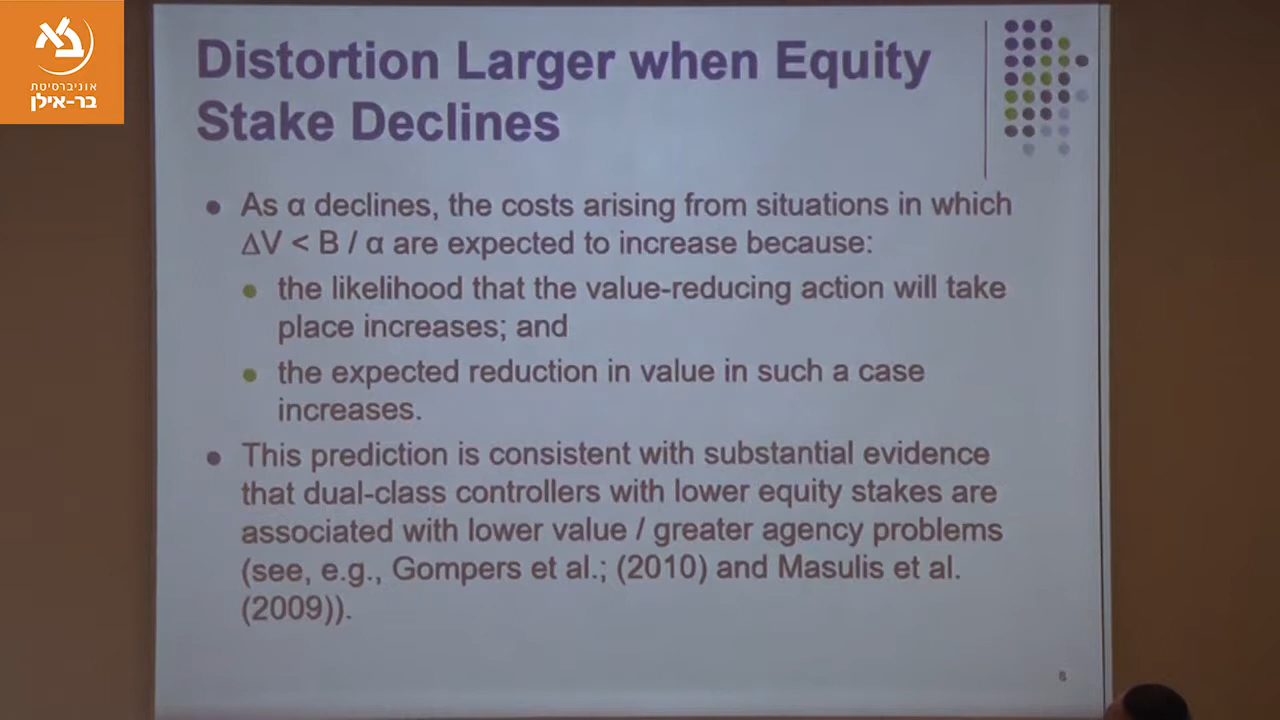 אוניברסיטת
בר-אילן
Distortion Larger when Equity
Stake Declines
As α declines, the costs arising from situations in which
ΔV < B / α are expected to increase because:
the likelihood that the value-reducing action will take
place increases; and
the expected reduction in value in such a case
increases.
This prediction is consistent with substantial evidence
that dual-class controllers with lower equity stakes are
associated with lower value / greater agency problems
(see, e.g., Gompers et al.; (2010) and Masulis et al.
(2009)).